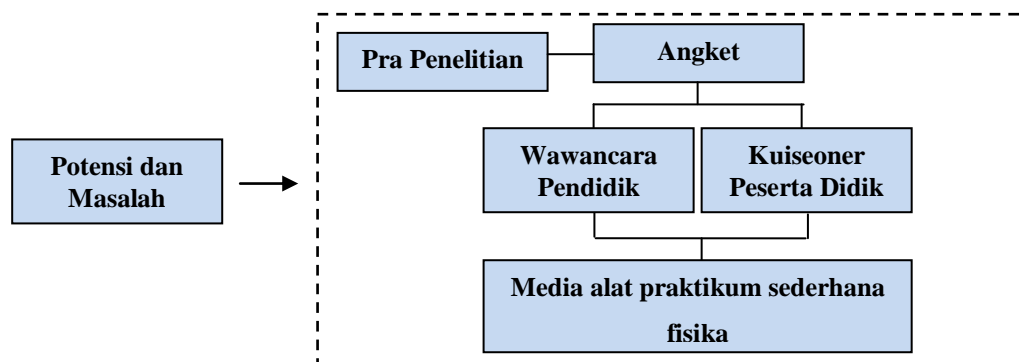 Pra Penelitian
Angket
Potensi dan
Masalah
Wawancara
Pendidik
Kuiseoner
Peserta Didik
Media alat praktikum sederhana
fisika